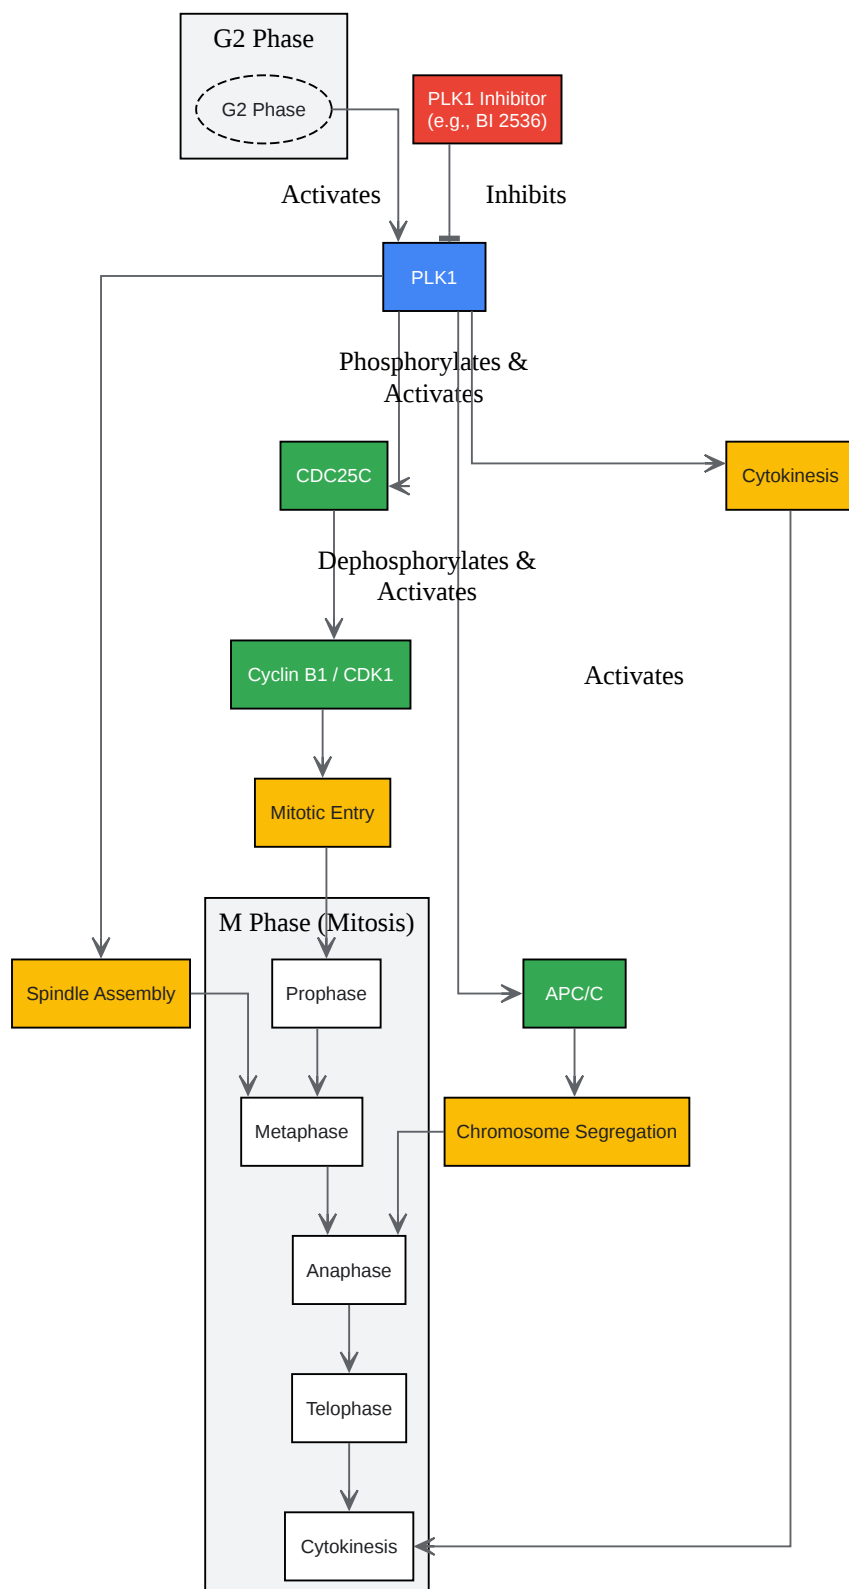 G2 Phase
G2 Phase
PLK1 Inhibitor
(e.g., BI 2536)
Activates
Inhibits
PLK1
Phosphorylates &
Activates
CDC25C
Cytokinesis
Dephosphorylates &
Activates
Cyclin B1 / CDK1
Activates
Mitotic Entry
M Phase (Mitosis)
Spindle Assembly
Prophase
APC/C
Metaphase
Chromosome Segregation
Anaphase
Telophase
Cytokinesis